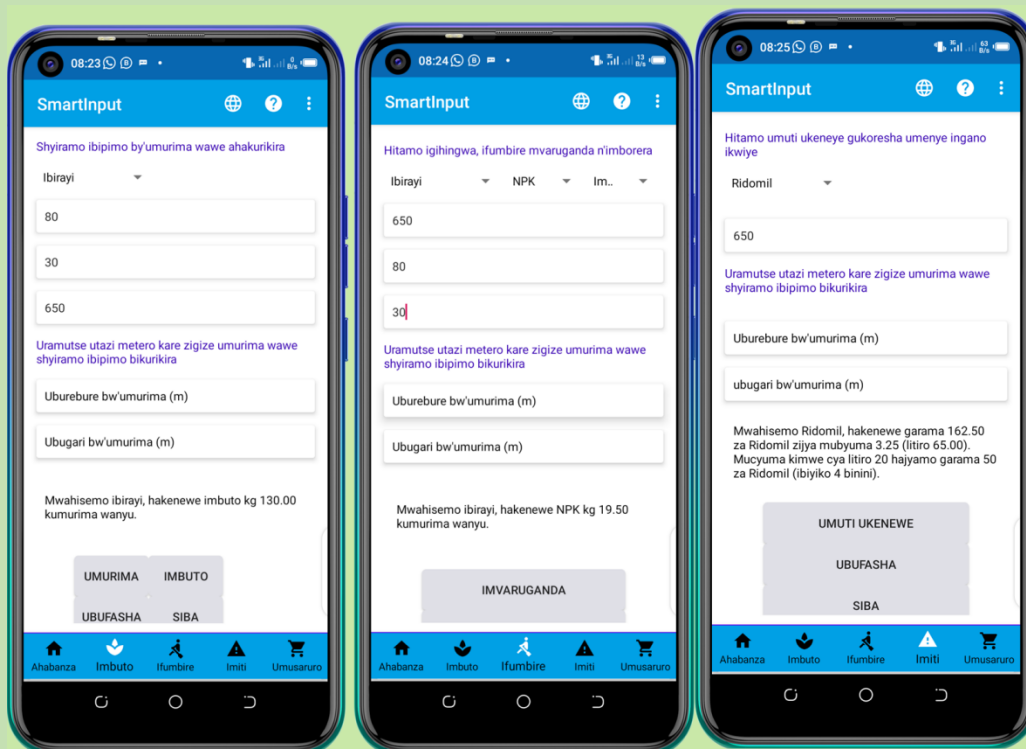 08:23
0
B/s
SmartInput
Shyiramo ibipimo by'umurima wawe ahakurikira
Ibirayi
80
30
650
Uramutse utazi metero kare zigize umurima wawe
shyiramo ibipimo bikurikira
Uburebure bw'umurima (m)
Ubugari bw'umurima (m)
Mwahisemo ibirayi, hakenewe imbuto kg 130.00
kumurima wanyu.
UMURIMA IMBUTO
UBUFASHA SIBA
Ahabanza Imbuto Ifumbire Imiti Umusaruro
08:24
13
B/s
SmartInput
Hitamo igihingwa, ifumbire mvaruganda n'imborera
Ibirayi NPK Im..
650
80
30
Uramutse utazi metero kare zigize umurima wawe
shyiramo ibipimo bikurikira
Uburebure bw'umurima (m)
Ubugari bw'umurima (m)
Mwahisemo ibirayi, hakenewe NPK kg 19.50
kumurima wanyu.
IMVARUGANDA
Ahabanza Imbuto Ifumbire Imiti Umusaruro
08:25
63
B/s
SmartInput
Hitamo umuti ukeneye gukoresha umenye ingano
ikwiye
Ridomil
650
Uramutse utazi metero kare zigize umurima wawe
shyiramo ibipimo bikurikira
Uburebure bw'umurima (m)
ubugari bw'umurima (m)
Mwahisemo Ridomil, hakenewe garama 162.50
za Ridomil zijya mubyuma 3.25 (litiro 65.00).
Mucyuma kimwe cya litiro 20 hajyamo garama 50
za Ridomil (ibiyiko 4 binini).
UMUTI UKENEWE
UBUFASHA
SIBA
Ahabanza Imbuto Ifumbire Imiti Umusaruro